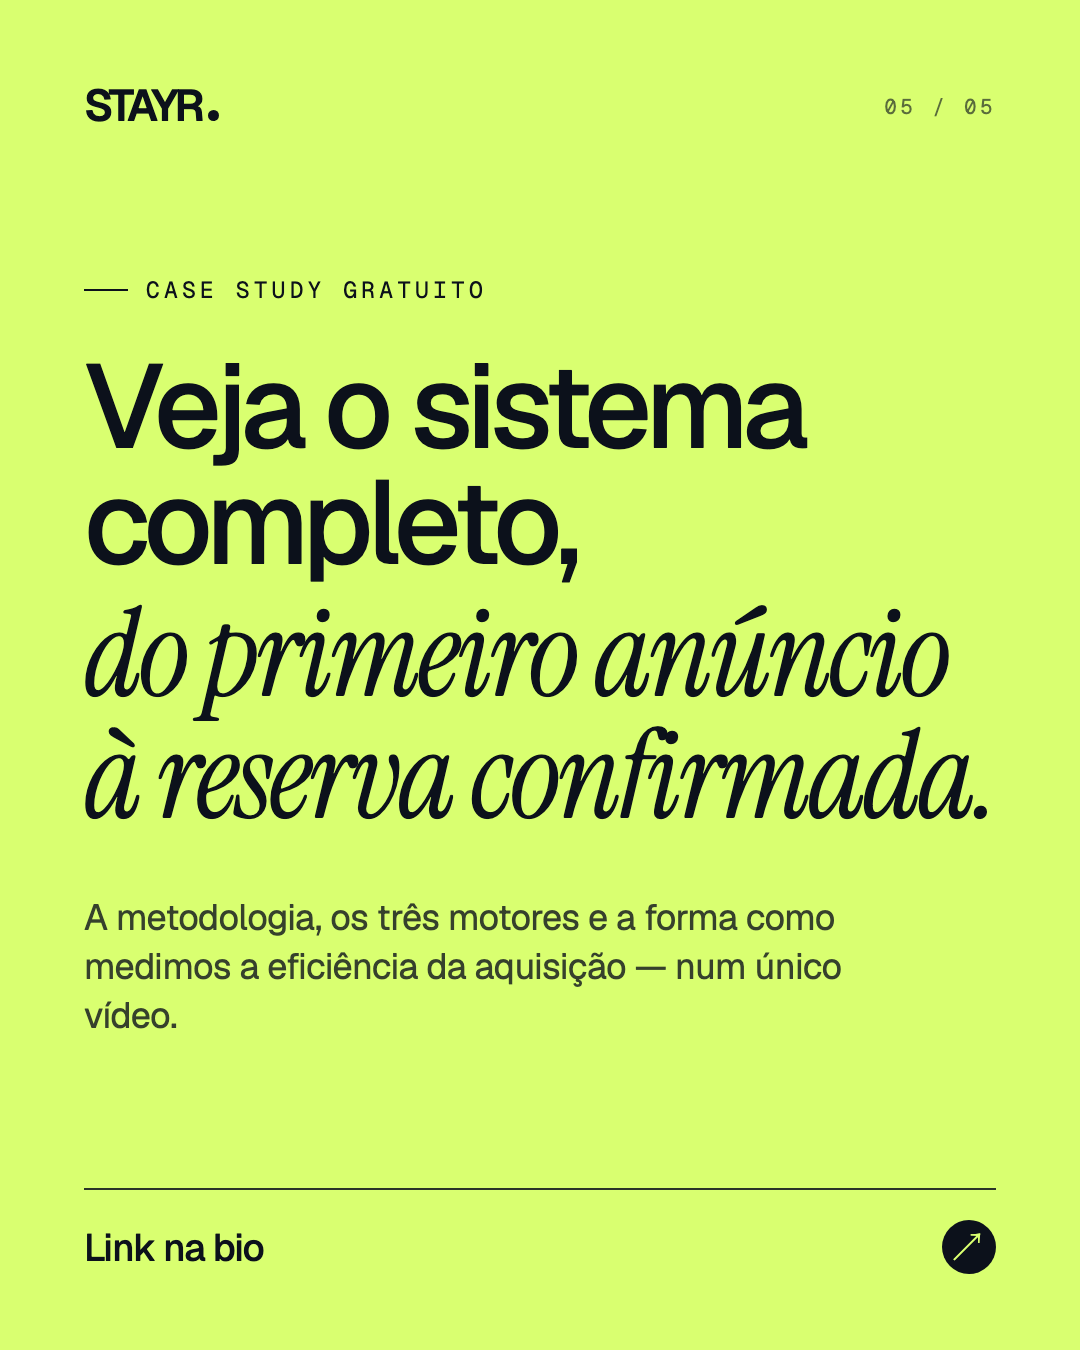 STAYR.
05 / 05
CASE STUDY GRATUITO
Veja o sistema
completo,
do primeiro anúncio
à reserva confirmada.
A metodologia, os três motores e a forma como
medimos a eficiência da aquisição — num único
vídeo.
Link na bio